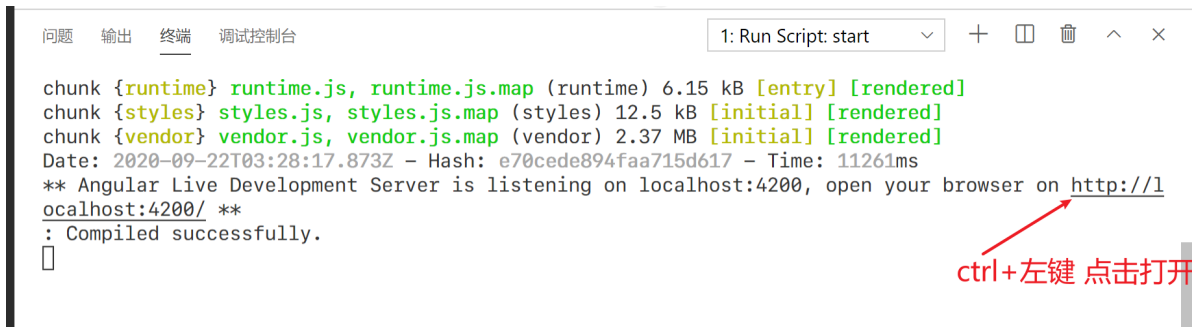 问题 输出 终端 调试控制台 1: Run Script: start
chunk {runtime} runtime.js, runtime.js.map (runtime) 6.15 kB [entry] [rendered]
chunk {styles} styles.js, styles.js.map (styles) 12.5 kB [initial] [rendered]
chunk {vendor} vendor.js, vendor.js.map (vendor) 2.37 MB [initial] [rendered]
Date: 2020-09-22T03:28:17.873Z – Hash: e70cede894faa715d617 – Time: 11261ms
** Angular Live Development Server is listening on localhost:4200, open your browser on http://l
ocalhost:4200/ **
: Compiled successfully.
ctrl+左键 点击打开